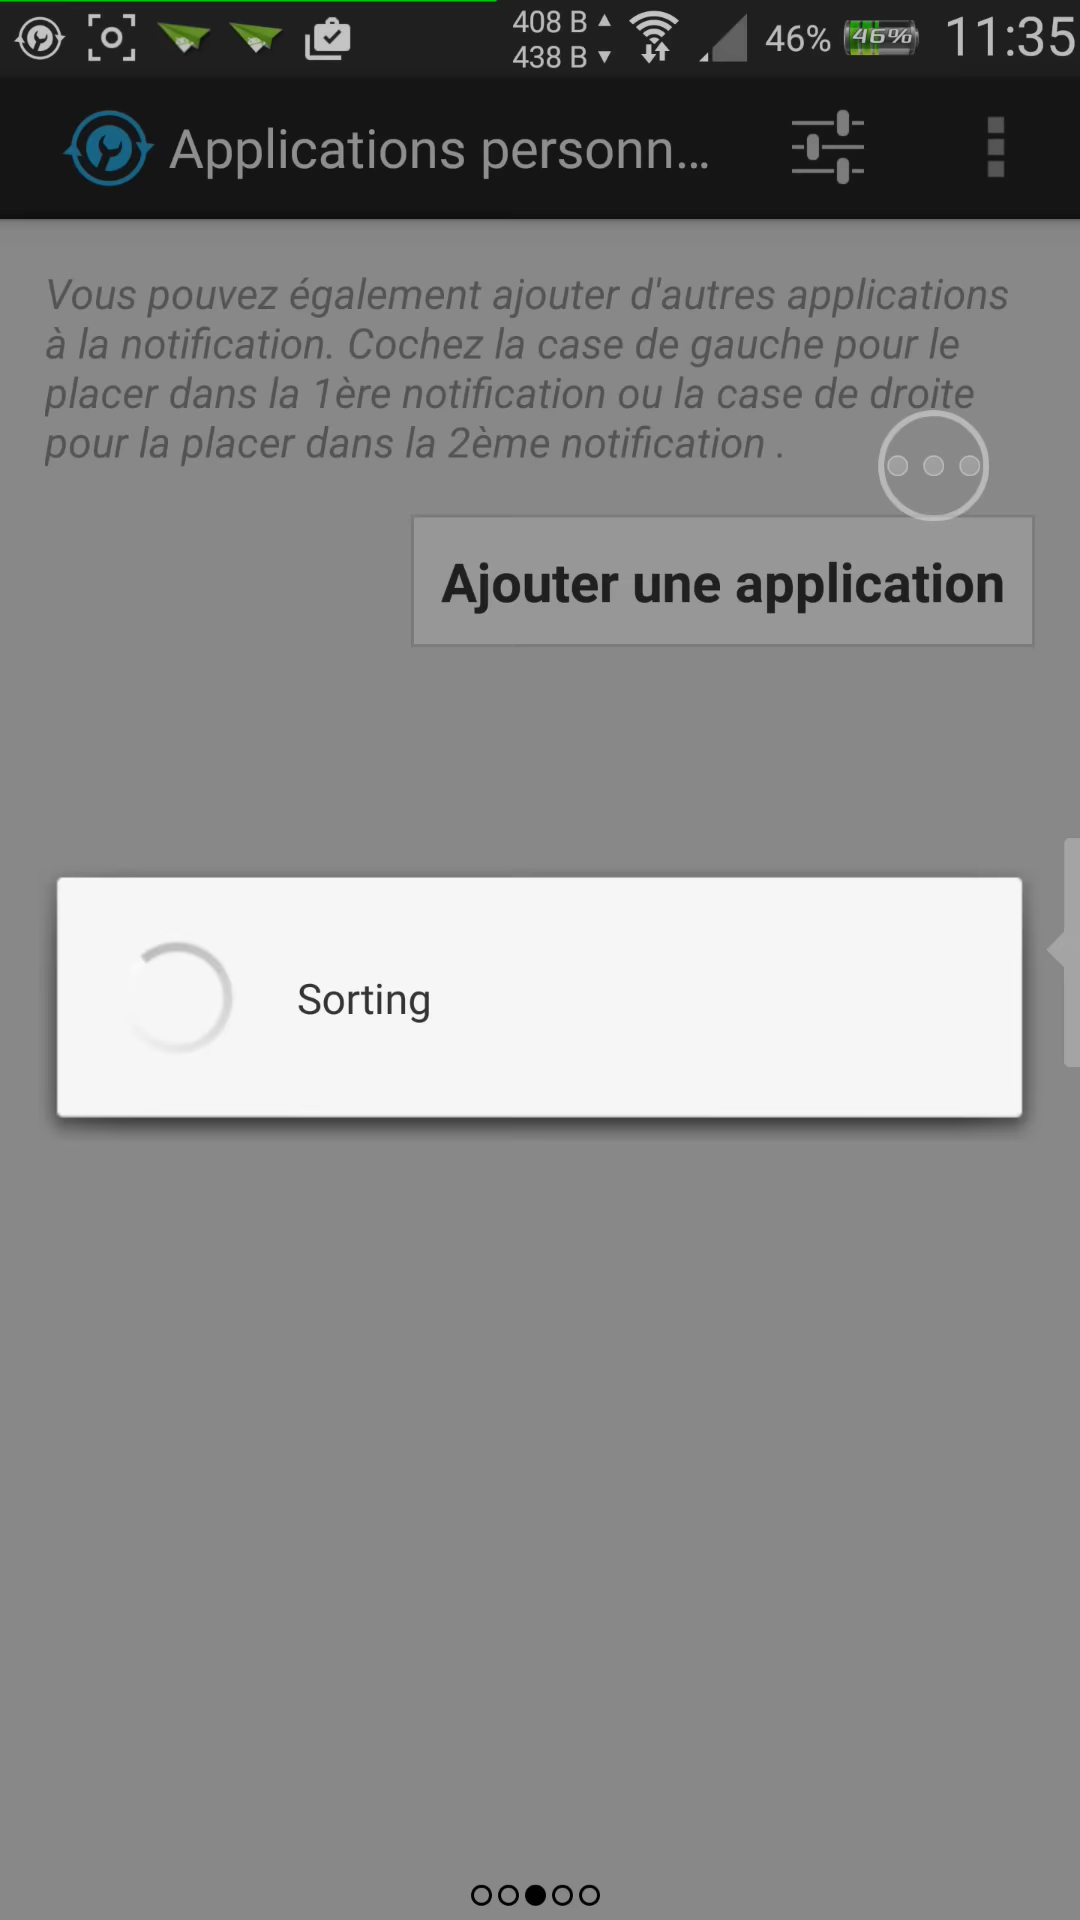 408 B ▲
438 B ▼
46%
46%
11:35
Applications personn...
Vous pouvez également ajouter d'autres applications
à la notification. Cochez la case de gauche pour le
placer dans la 1ère notification ou la case de droite
pour la placer dans la 2ème notification .
Ajouter une application
Sorting